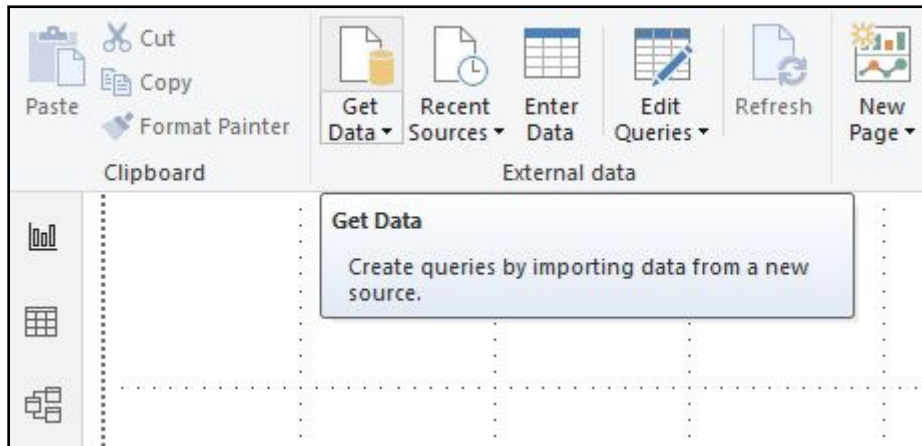 Paste
Cut
Copy
Format Painter
Clipboard
Get
Data
Recent
Sources
Enter
Data
Edit
Queries
Refresh
External data
New
Page
Get Data
Create queries by importing data from a new
source.